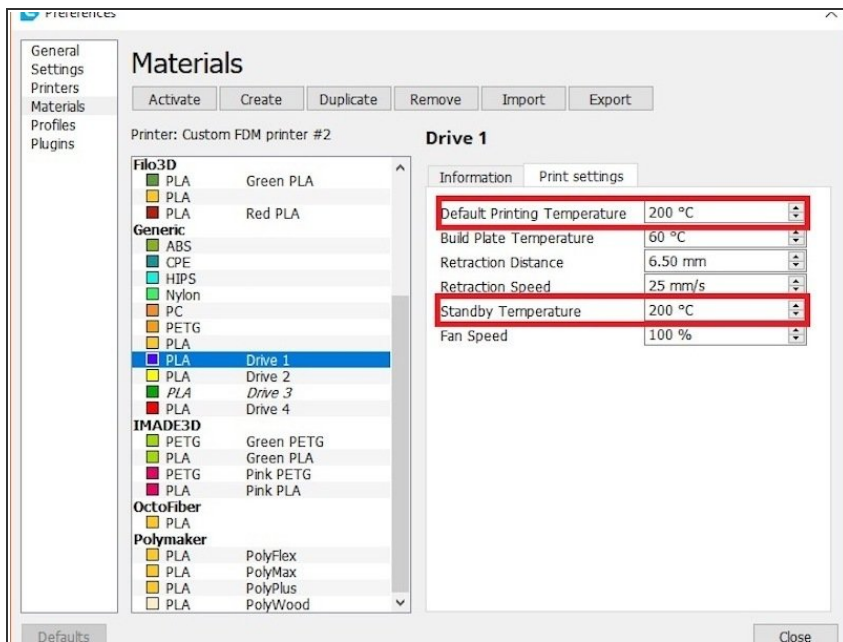 Preferences
General
Settings
Printers
Materials
Profiles
Plugins
Materials
Activate Create Duplicate Remove Import Export
Printer: Custom FDM printer #2
Filo3D
PLA Green PLA
PLA
PLA Red PLA
Generic
ABS
CPE
HIPS
Nylon
PC
PETG
PLA
PLA Drive 1
PLA Drive 2
PLA Drive 3
PLA Drive 4
IMADE3D
PETG Green PETG
PLA Green PLA
PETG Pink PETG
PLA Pink PLA
OctoFiber
PLA
Polymaker
PLA PolyFlex
PLA PolyMax
PLA PolyPlus
PLA PolyWood
Drive 1
Information Print settings
Default Printing Temperature 200 °C
Build Plate Temperature 60 °C
Retraction Distance 6.50 mm
Retraction Speed 25 mm/s
Standby Temperature 200 °C
Fan Speed 100 %
Defaults Close